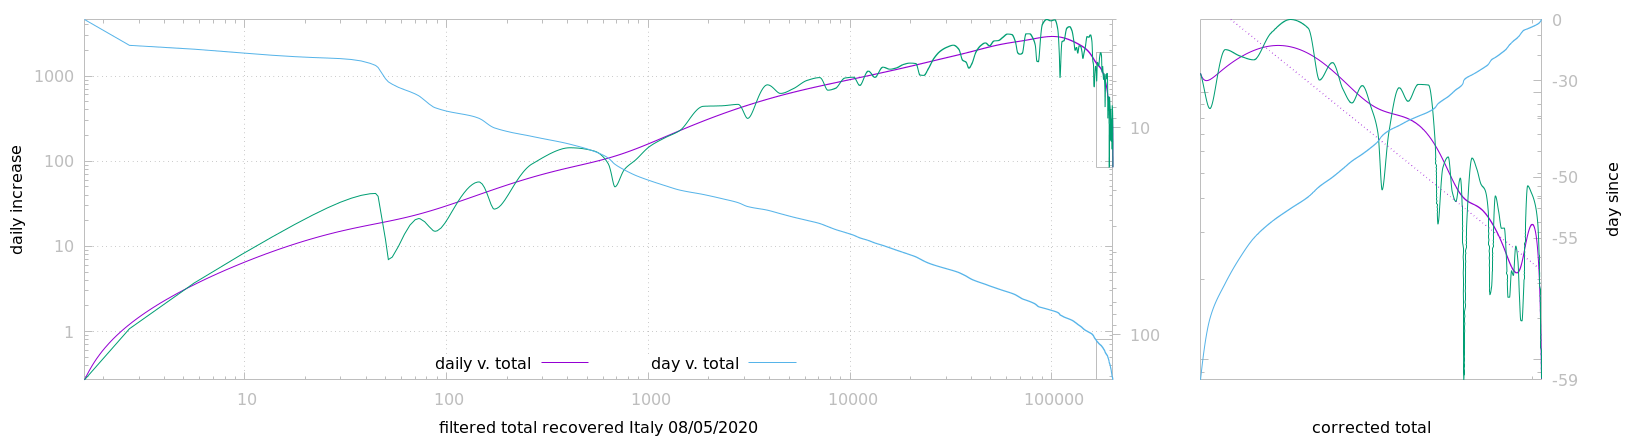 daily increase
1000
100
10
1
daily v. total
day v. total
10
100
10
100
1000
10000
100000
filtered total recovered Italy 08/05/2020
0
-30
-50
-55
-59
day since
corrected total